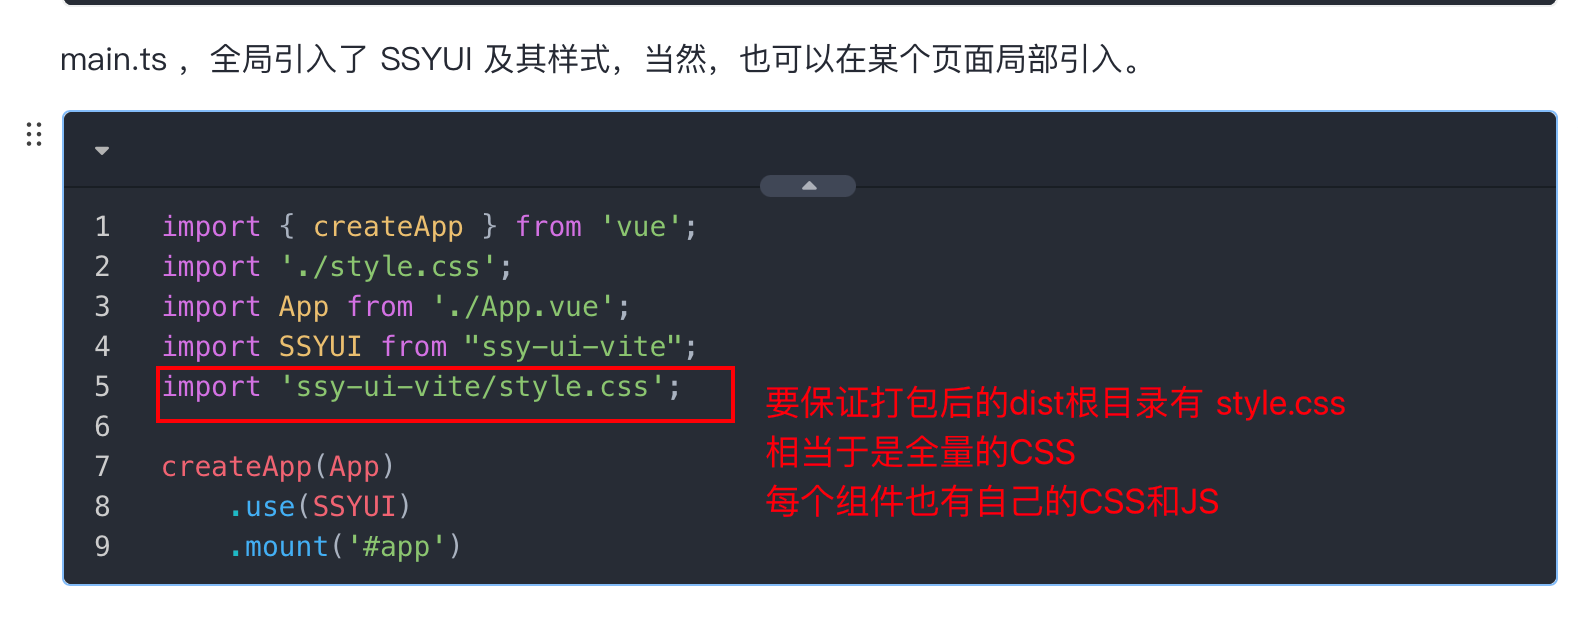 main.ts ，全局引入了 SSYUI 及其样式，当然，也可以在某个页面局部引入。
1 import { createApp } from 'vue';
2 import './style.css';
3 import App from './App.vue';
4 import SSYUI from "ssy-ui-vite";
5 import 'ssy-ui-vite/style.css';
6
7 createApp(App)
8 .use(SSYUI)
9 .mount('#app')
要保证打包后的dist根目录有 style.css
相当于是全量的CSS
每个组件也有自己的CSS和JS